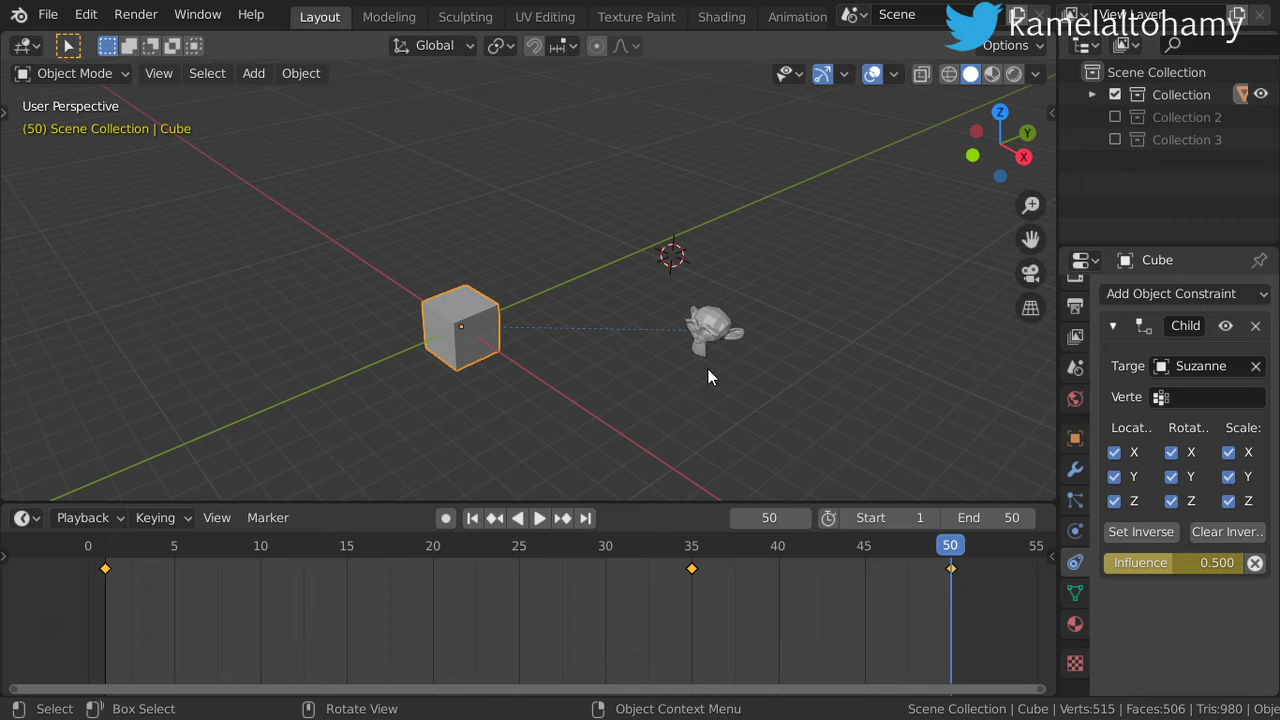 File Edit Render Window Help Layout Modeling Sculpting UV Editing Texture Paint Shading Animation Scene View Layer
kamelaltohamy
Global Options
Object Mode View Select Add Object
User Perspective
(50) Scene Collection | Cube
Z
Y
X
Scene Collection
Collection
Collection 2
Collection 3
Cube
Add Object Constraint
Child
Targe Suzanne
Verte
Locat.. Rotat.. Scale:
X X X
Y Y Y
Z Z Z
Set Inverse Clear Inver..
Influence 0.500
Playback Keying View Marker 50 Start 1 End 50
0 5 10 15 20 25 30 35 40 45 50 55
Select Box Select Rotate View Object Context Menu Scene Collection | Cube | Verts:515 | Faces:506 | Tris:980 | Obje